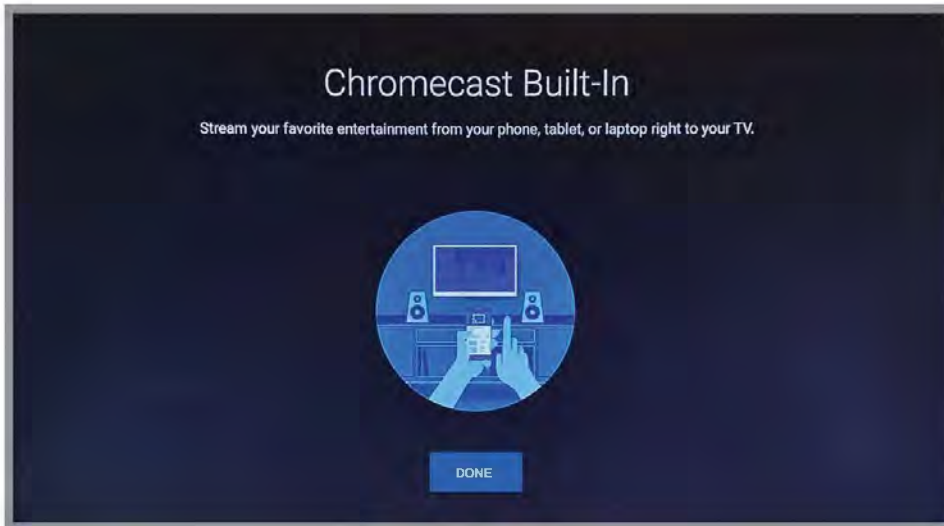 Chromecast Built-In
Stream your favorite entertainment from your phone, tablet, or laptop right to your TV.
DONE